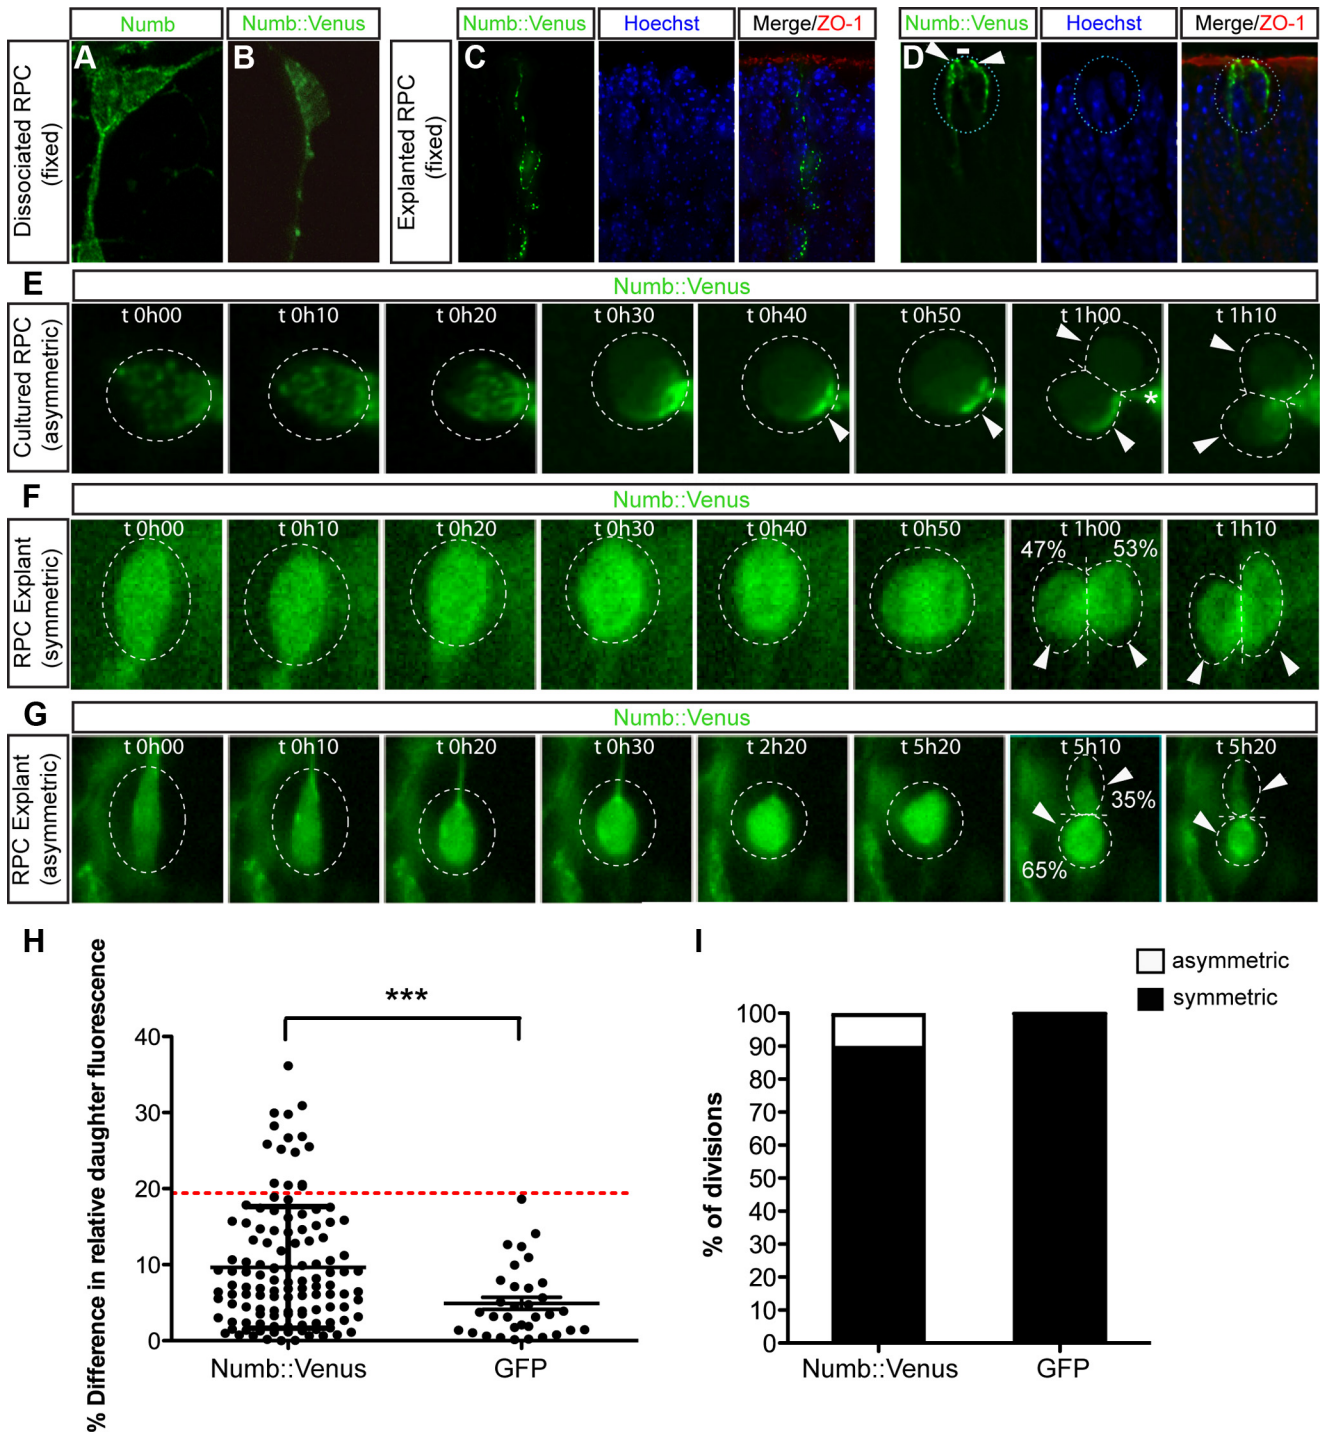 Numb
Numb::Venus
Numb::Venus
Hoechst
Merge/ZO-1
Numb::Venus
Hoechst
Merge/ZO-1
Dissociated RPC
(fixed)
A
B
Explanted RPC
(fixed)
C
D
E
Numb::Venus
Cultured RPC
(asymmetric)
t 0h00
t 0h10
t 0h20
t 0h30
t 0h40
t 0h50
t 1h00
t 1h10
*
F
Numb::Venus
RPC Explant
(symmetric)
t 0h00
t 0h10
t 0h20
t 0h30
t 0h40
t 0h50
t 1h00
t 1h10
47%
53%
G
Numb::Venus
RPC Explant
(asymmetric)
t 0h00
t 0h10
t 0h20
t 0h30
t 2h20
t 5h20
t 5h10
t 5h20
35%
65%
H
% Difference in relative daughter fluorescence
***
40
30
20
10
0
Numb::Venus
GFP
I
asymmetric
symmetric
% of divisions
100
90
80
70
60
50
40
30
20
10
0
Numb::Venus
GFP